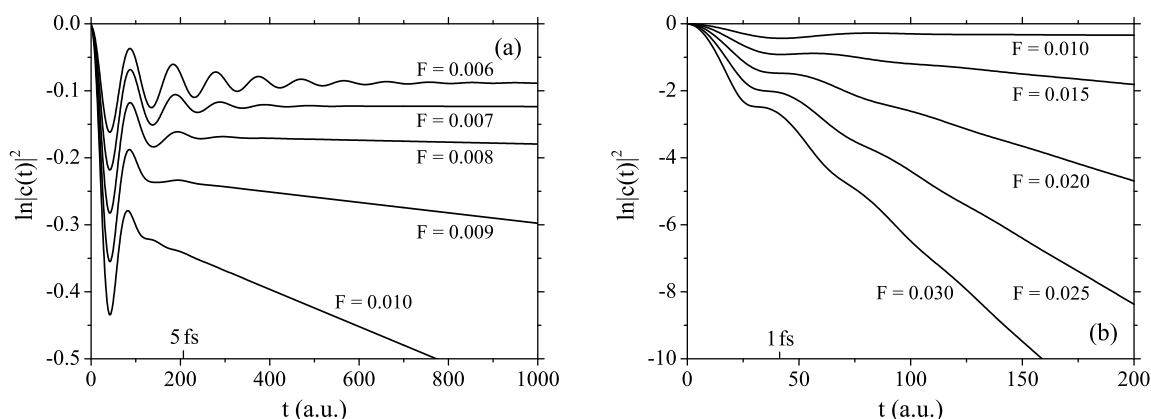 0.0
-0.1
-0.2
-0.3
-0.4
-0.5
ln|c(t)|²
(a)
F = 0.006
F = 0.007
F = 0.008
F = 0.009
F = 0.010
5 fs
0 200 400 600 800 1000
t (a.u.)
0
-2
-4
-6
-8
-10
ln|c(t)|²
F = 0.010
F = 0.015
F = 0.020
F = 0.030 F = 0.025
1 fs
(b)
0 50 100 150 200
t (a.u.)